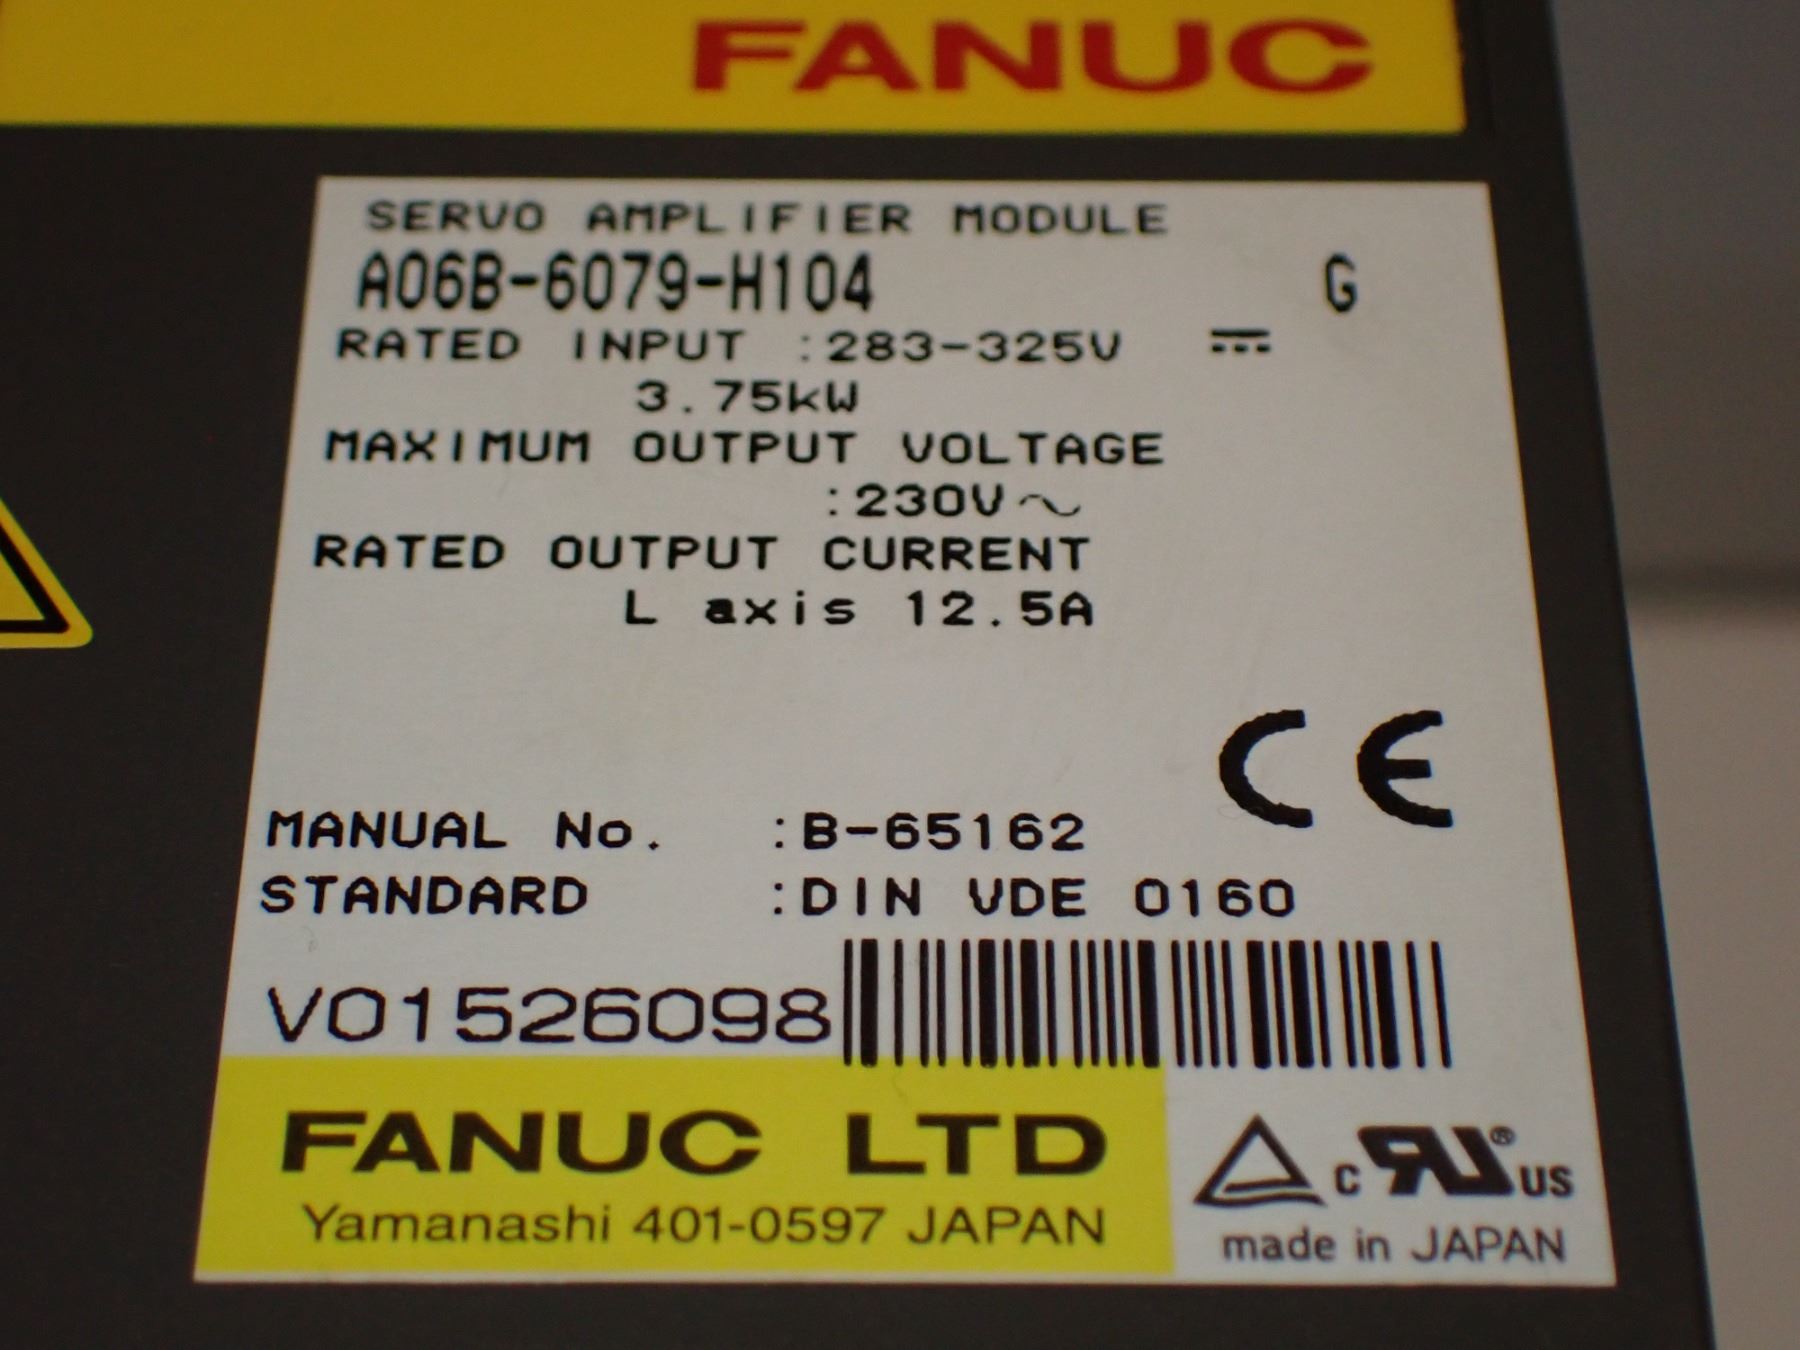 FANUC
SERVO AMPLIFIER MODULE
A06B-6079-H104 G
RATED INPUT :283-325V ⎓
3.75kW
MAXIMUM OUTPUT VOLTAGE
:230V～
RATED OUTPUT CURRENT
L axis 12.5A
CE
MANUAL No. :B-65162
STANDARD :DIN VDE 0160
V01526098
FANUC LTD
Yamanashi 401-0597 JAPAN
c RU® US
made in JAPAN